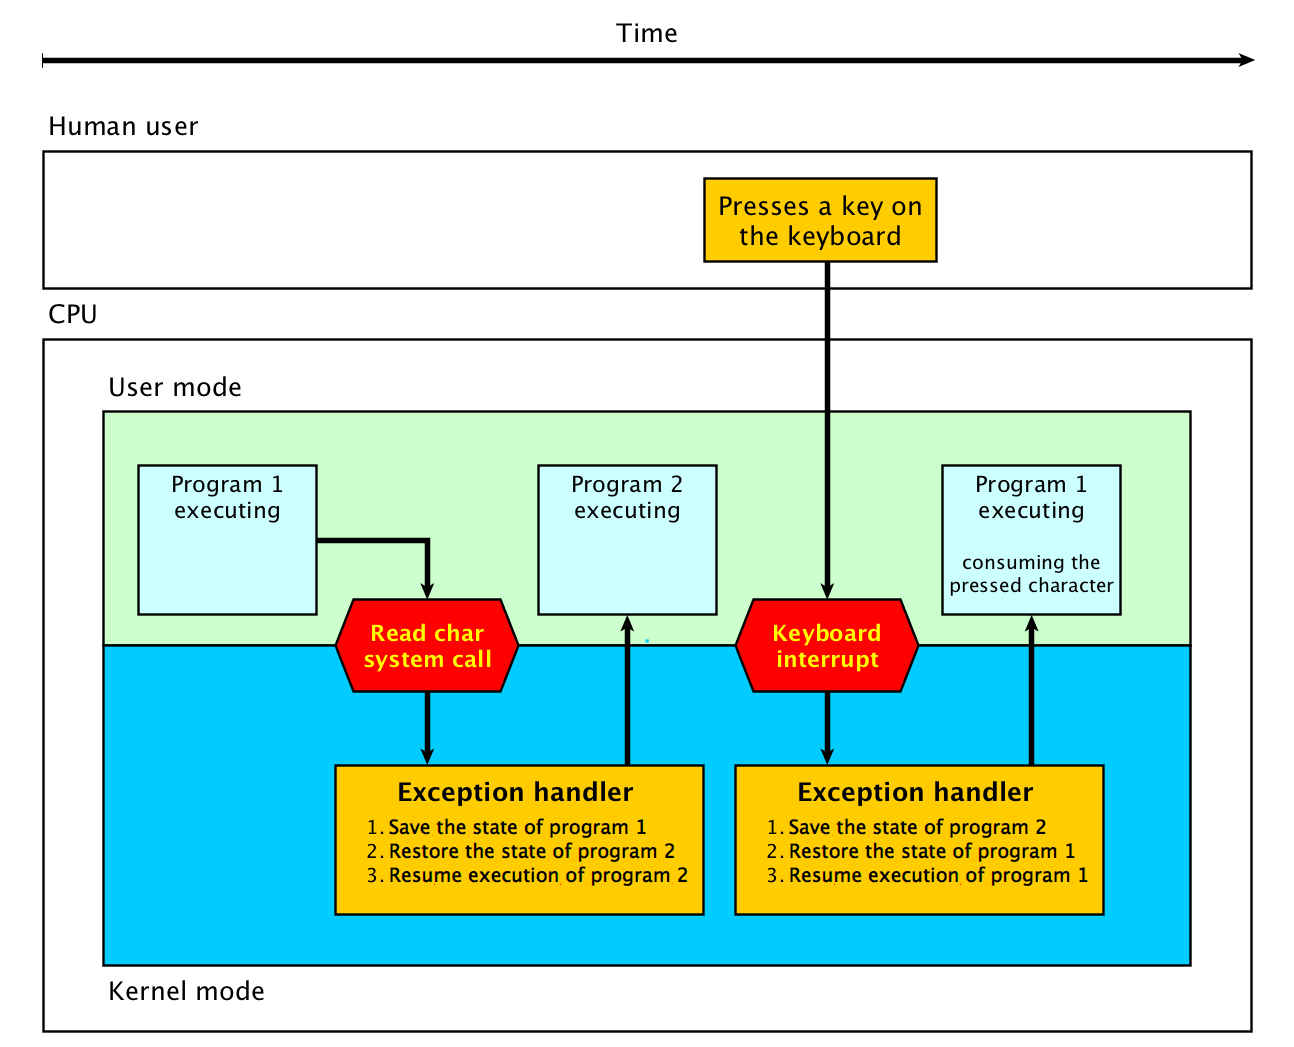 Time
Human user
Presses a key on
the keyboard
CPU
User mode
Program 1
executing
Program 2
executing
Program 1
executing
consuming the
pressed character
Read char
system call
Keyboard
interrupt
Exception handler
1. Save the state of program 1
2. Restore the state of program 2
3. Resume execution of program 2
Exception handler
1. Save the state of program 2
2. Restore the state of program 1
3. Resume execution of program 1
Kernel mode